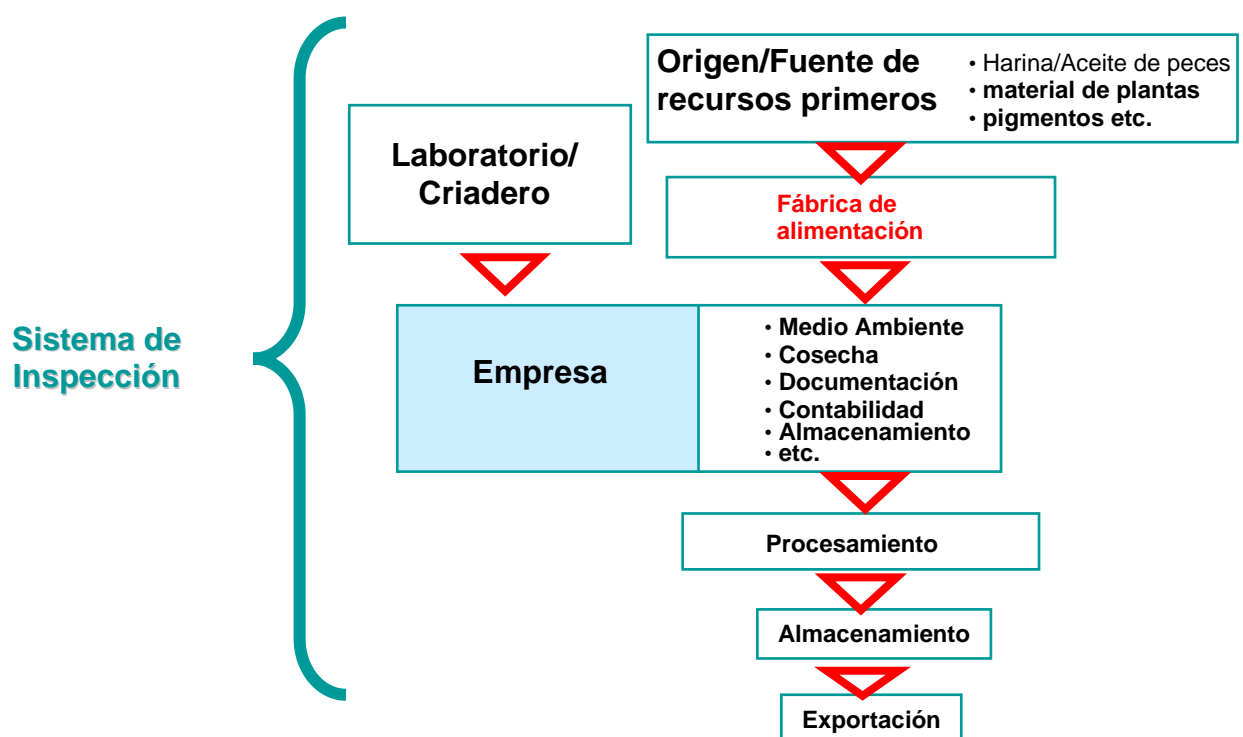 Origen/Fuente de
recursos primeros
• Harina/Aceite de peces
• material de plantas
• pigmentos etc.
Laboratorio/
Criadero
Fábrica de
alimentación
Sistema de
Inspección
Empresa
• Medio Ambiente
• Cosecha
• Documentación
• Contabilidad
• Almacenamiento
• etc.
Procesamiento
Almacenamiento
Exportación